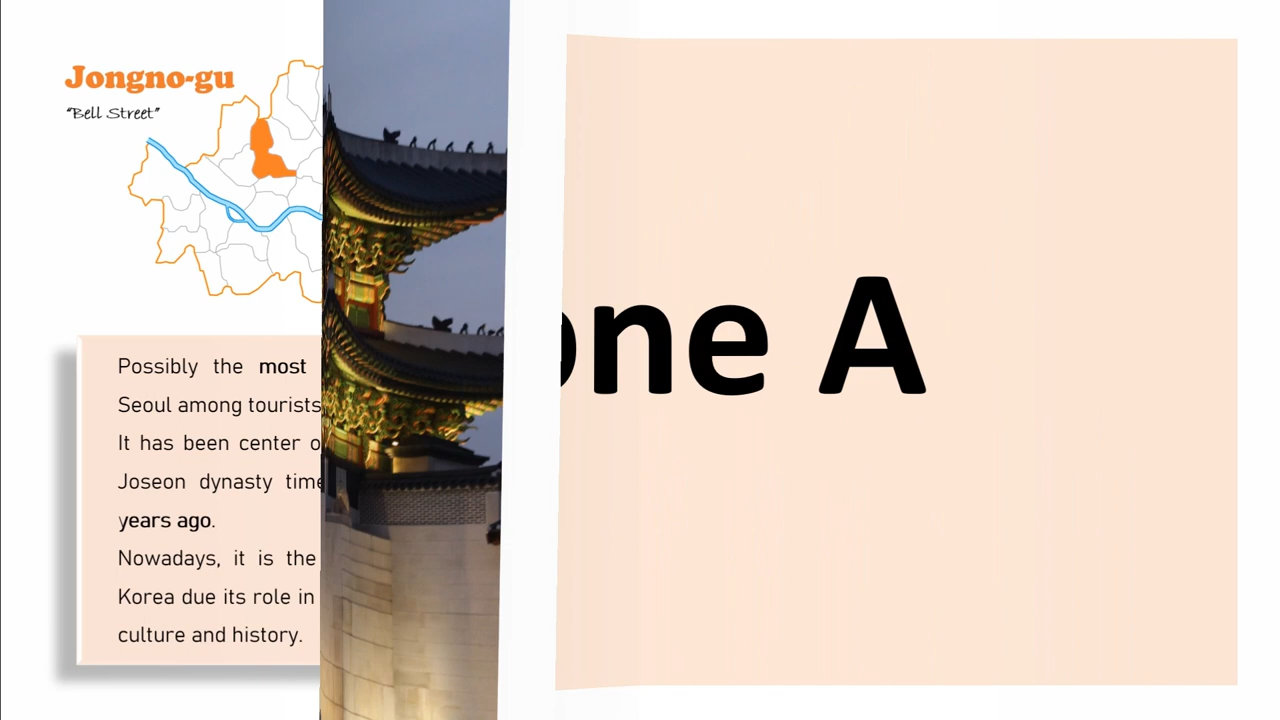 Jongno-gu
"Bell Street"
Possibly the most
Seoul among tourists
It has been center
Joseon dynasty
years ago.
Nowadays, it is the
Korea due its role in
culture and history.
one A